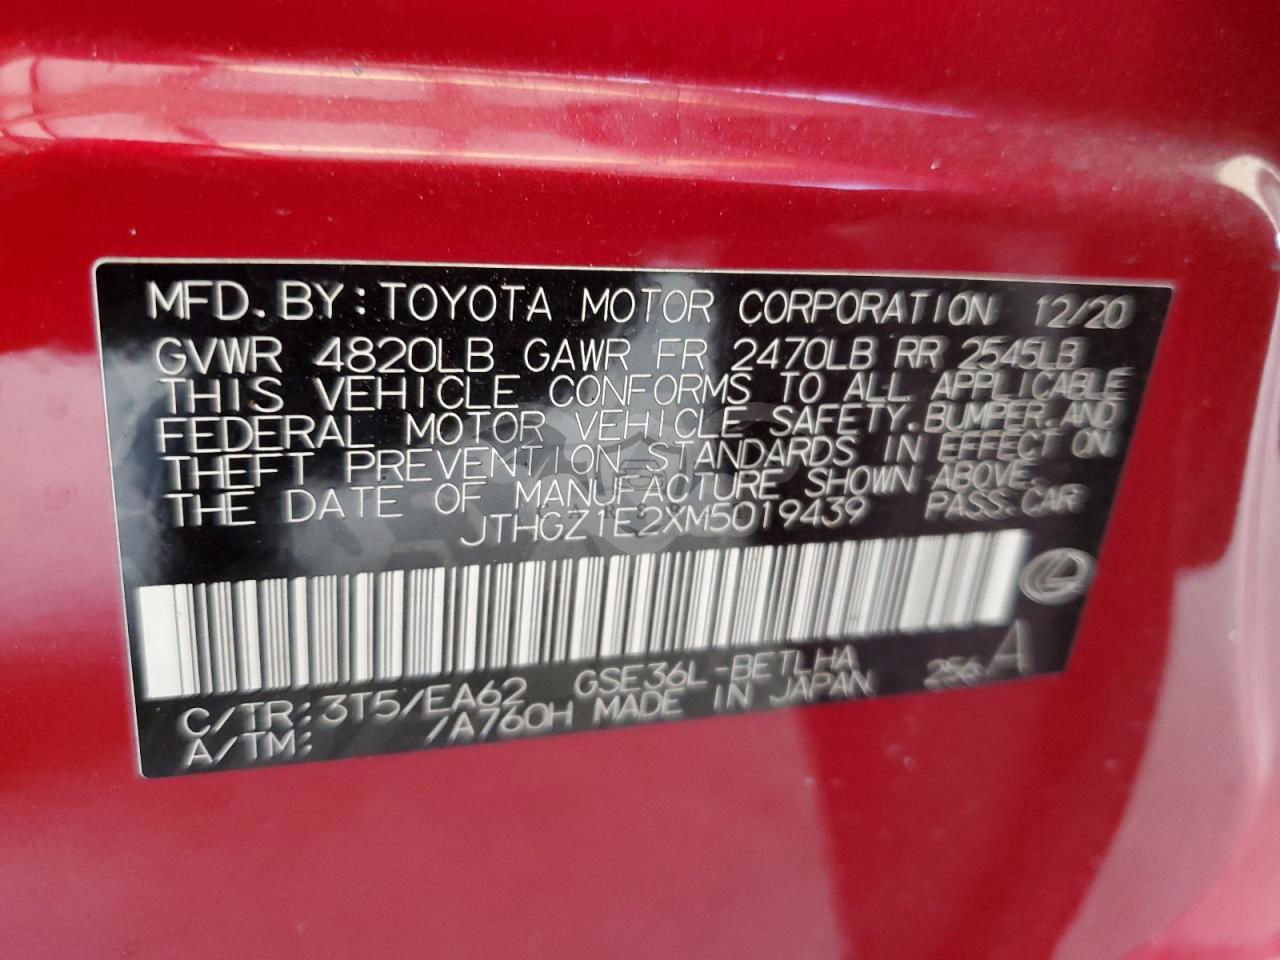 MFD. BY: TOYOTA MOTOR CORPORATION 12/20
GVWR 4820LB GAWR FR 2470LB RR 2545LB
THIS VEHICLE CONFORMS TO ALL APPLICABLE
FEDERAL MOTOR VEHICLE SAFETY, BUMPER, AND
THEFT PREVENTION STANDARDS IN EFFECT ON
THE DATE OF MANUFACTURE SHOWN ABOVE.
JTHGZ1E2XM5019439 PASS. CAR
C/TR: 3T5/EA62 GSE36L-BETLHA 256 A
A/TM: /A760H MADE IN JAPAN